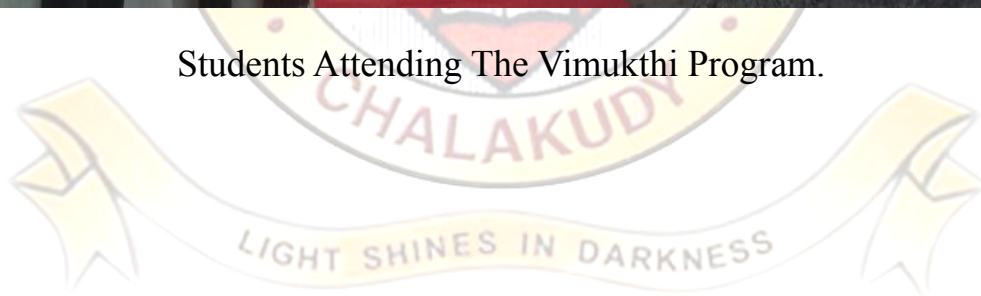 Students Attending The Vimukthi Program.
CHALAKUDY
LIGHT SHINES IN DARKNESS